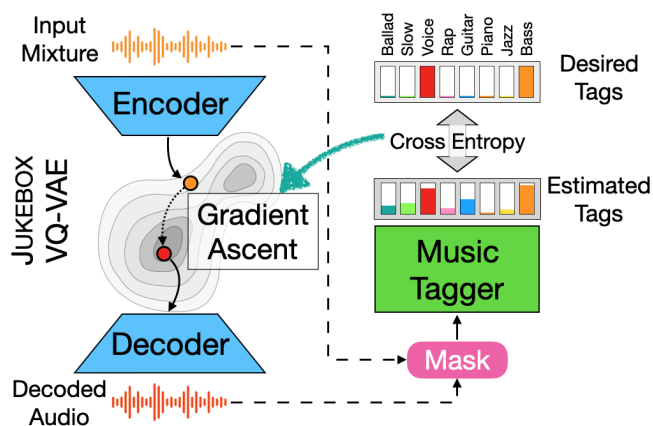 Input
Mixture
Encoder
JUKEBOX
VQ-VAE
Gradient
Ascent
Decoder
Decoded
Audio
Ballad
Slow
Voice
Rap
Guitar
Piano
Jazz
Bass
Desired
Tags
Cross Entropy
Estimated
Tags
Music
Tagger
Mask